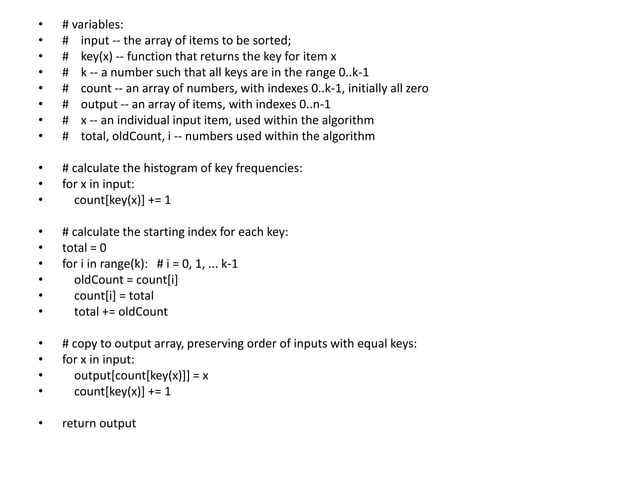 • # variables:
• # input -- the array of items to be sorted;
• # key(x) -- function that returns the key for item x
• # k -- a number such that all keys are in the range 0..k-1
• # count -- an array of numbers, with indexes 0..k-1, initially all zero
• # output -- an array of items, with indexes 0..n-1
• # x -- an individual input item, used within the algorithm
• # total, oldCount, i -- numbers used within the algorithm
• # calculate the histogram of key frequencies:
• for x in input:
• count[key(x)] += 1
• # calculate the starting index for each key:
• total = 0
• for i in range(k): # i = 0, 1, ... k-1
• oldCount = count[i]
• count[i] = total
• total += oldCount
• # copy to output array, preserving order of inputs with equal keys:
• for x in input:
• output[count[key(x)]] = x
• count[key(x)] += 1
• return output